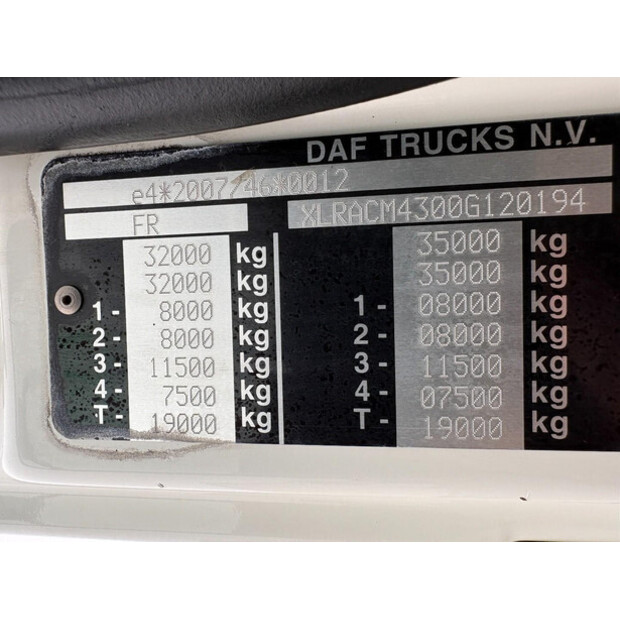 DAF TRUCKS N.V.
e4*2007/46*0012
FR XLRACM4300G120194
32000 kg 35000 kg
32000 kg 35000 kg
1- 8000 kg 1- 08000 kg
2- 8000 kg 2- 08000 kg
3- 11500 kg 3- 11500 kg
4- 7500 kg 4- 07500 kg
T- 19000 kg T- 19000 kg